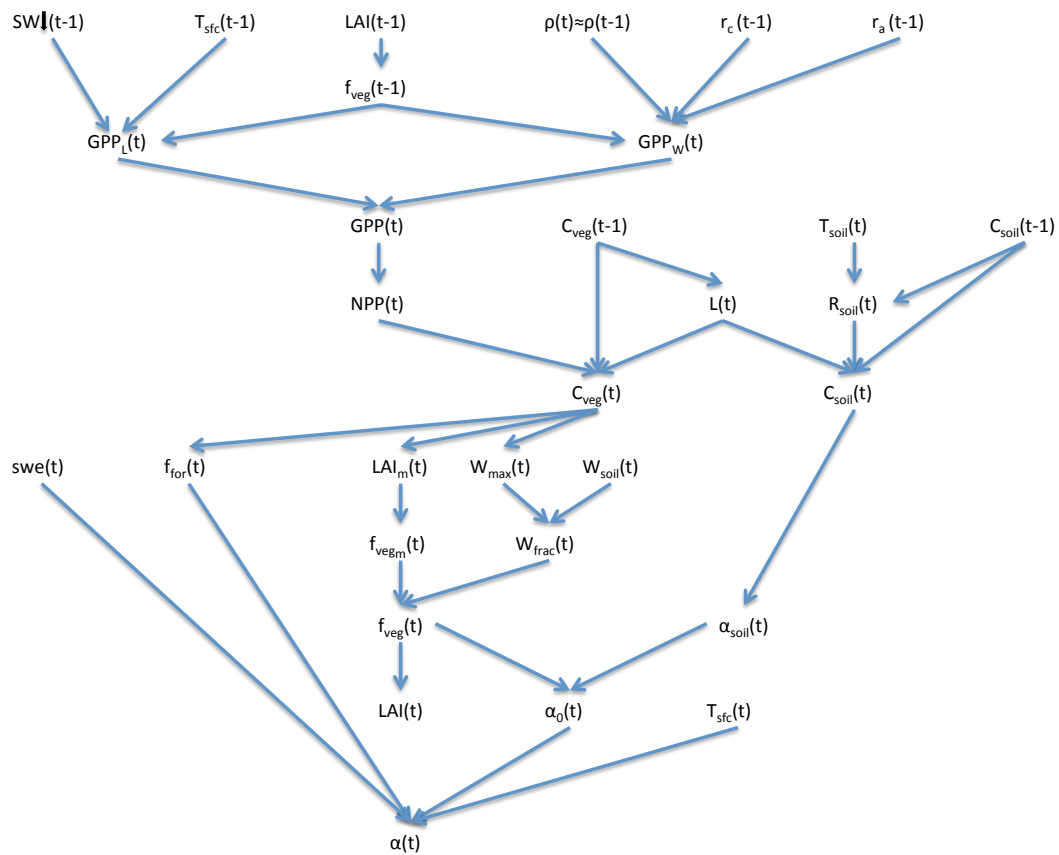 SW⬇(t-1) T_sfc(t-1) LAI(t-1) ρ(t)≈ρ(t-1) r_c (t-1) r_a (t-1)
f_veg(t-1)
GPP_L(t) GPP_W(t)
GPP(t) C_veg(t-1) T_soil(t) C_soil(t-1)
NPP(t) L(t) R_soil(t)
C_veg(t) C_soil(t)
swe(t) f_for(t) LAI_m(t) W_max(t) W_soil(t)
f_veg_m(t) W_frac(t)
f_veg(t) α_soil(t)
LAI(t) α_0(t) T_sfc(t)
α(t)